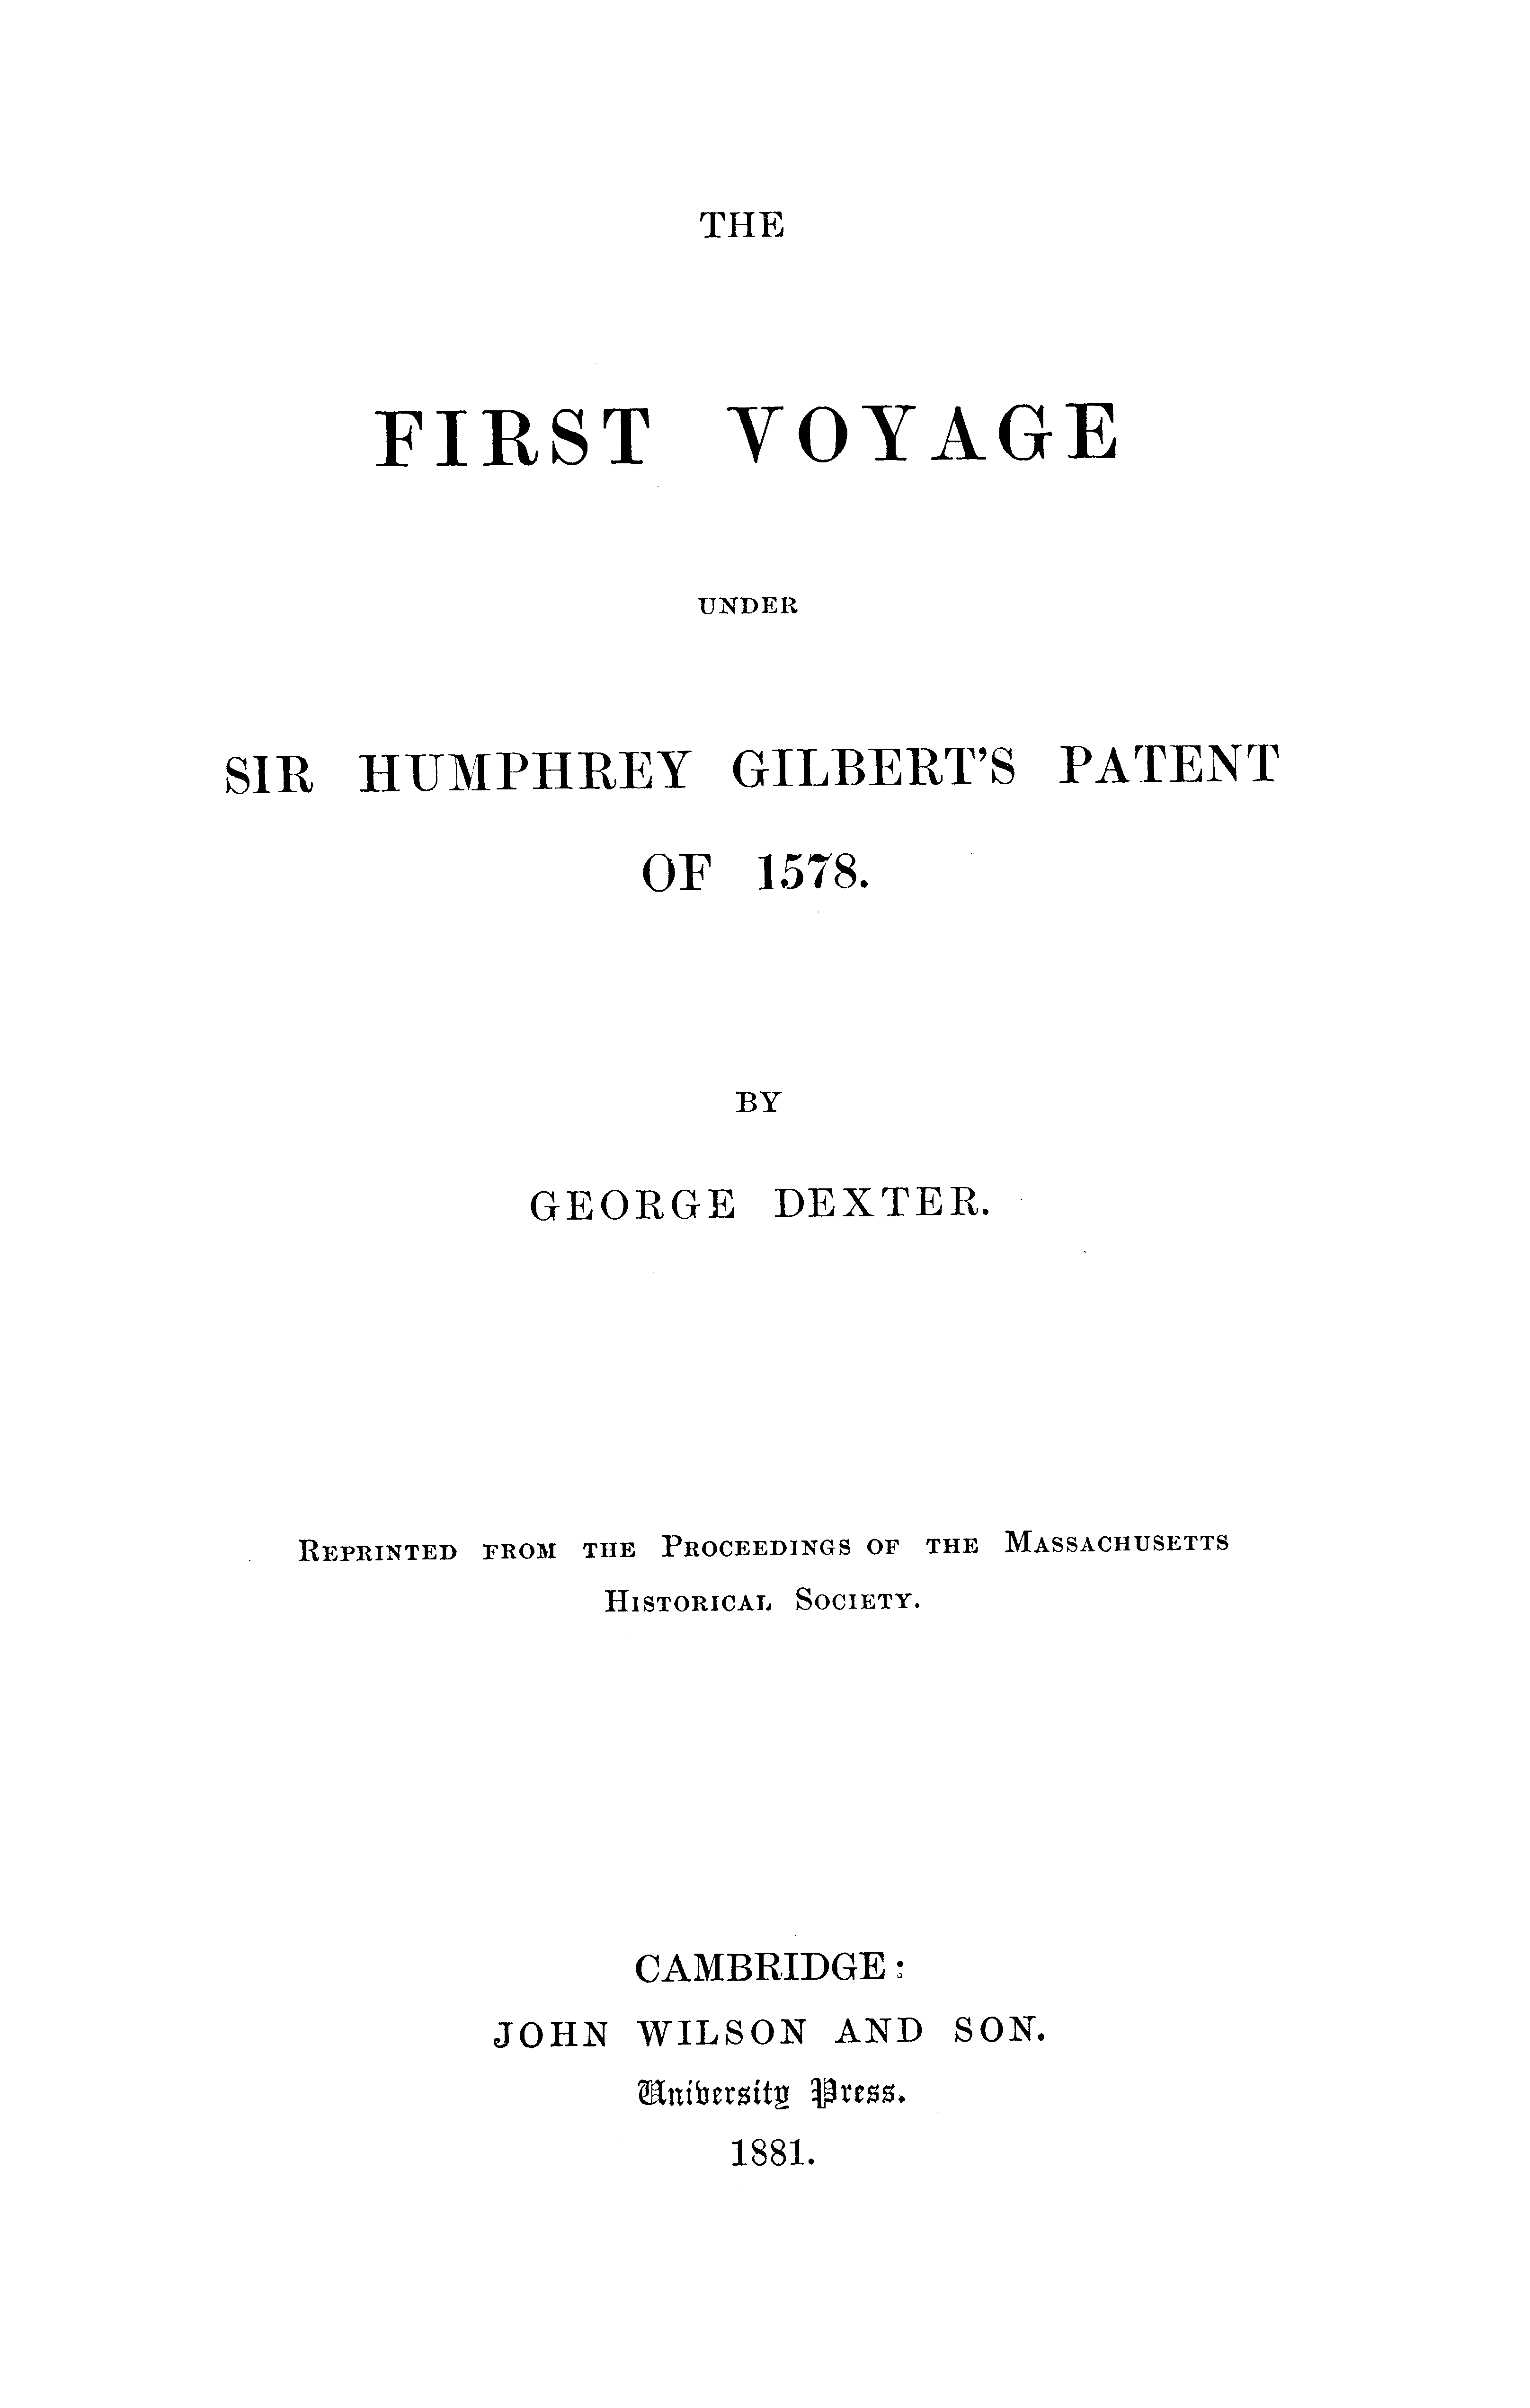 THE
FIRST VOYAGE
UNDER
SIR HUMPHREY GILBERT'S PATENT
OF 1578.
BY
GEORGE DEXTER.
REPRINTED FROM THE PROCEEDINGS OF THE MASSACHUSETTS
HISTORICAL SOCIETY.
CAMBRIDGE:
JOHN WILSON AND SON.
University Press.
1881.